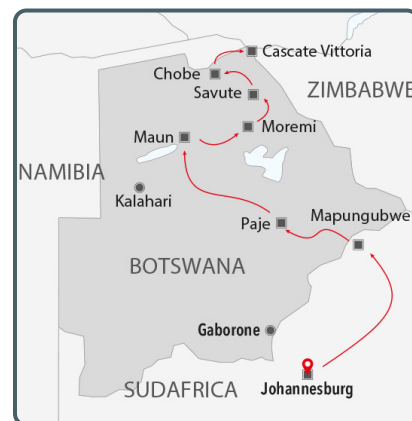 Cascate Vittoria
Chobe
ZIMBABWE
Savute
Moremi
Maun
NAMIBIA
Kalahari
Mapungubwe
Paje
BOTSWANA
Gaborone
SUDAFRICA
Johannesburg